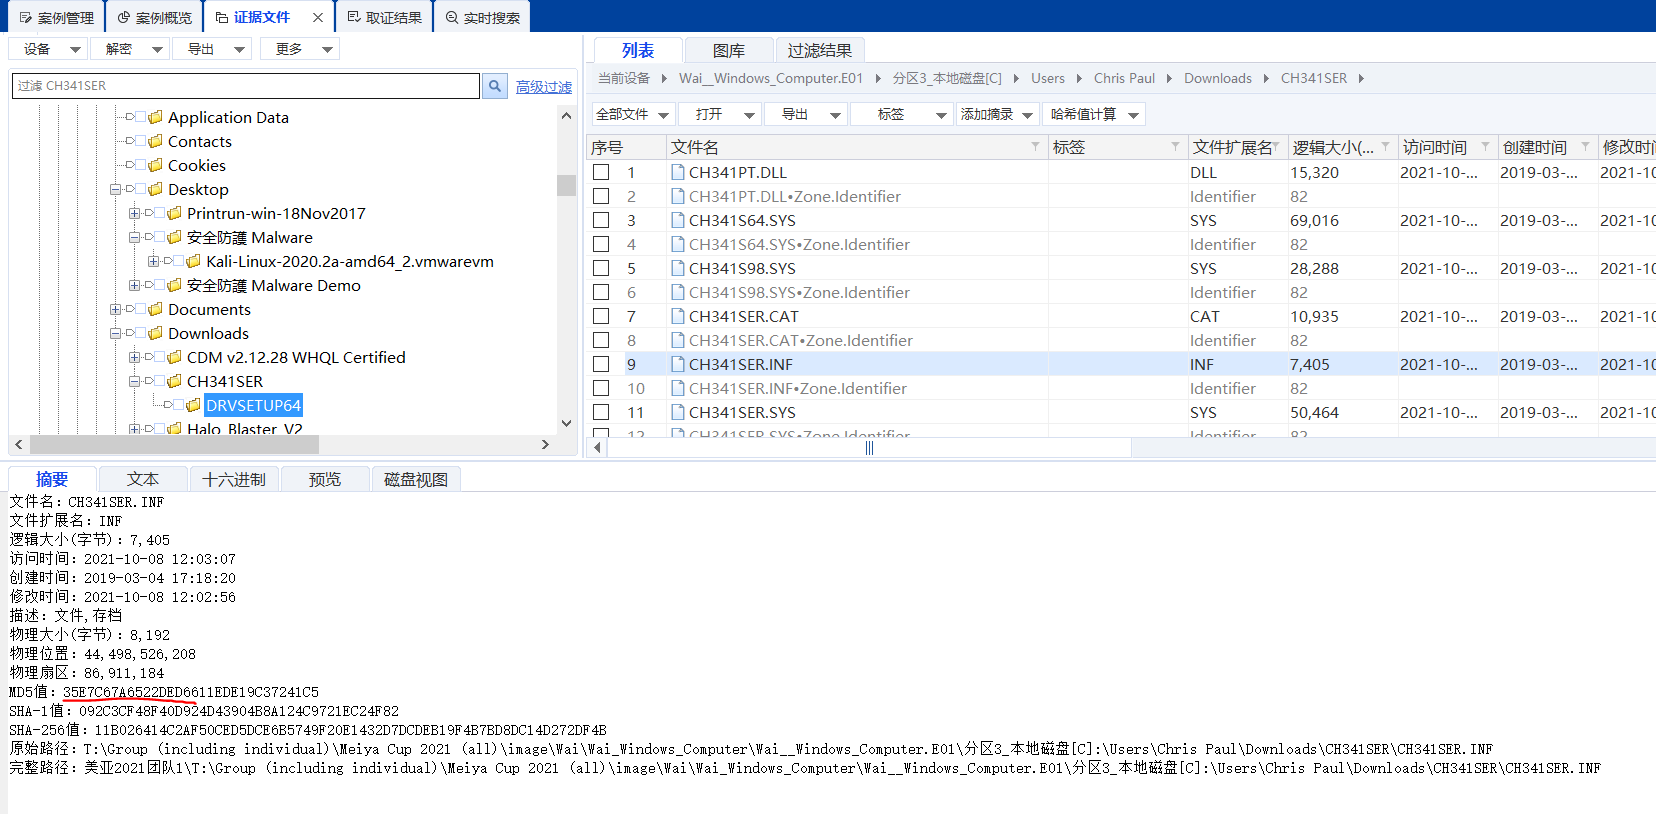 案例管理 案例概览 证据文件 取证结果 实时搜索
设备 解密 导出 更多
过滤 CH341SER 高级过滤
Application Data
Contacts
Cookies
Desktop
Printrun-win-18Nov2017
安全防護 Malware
Kali-Linux-2020.2a-amd64_2.vmwarevm
安全防護 Malware Demo
Documents
Downloads
CDM v2.12.28 WHQL Certified
CH341SER
DRVSETUP64
Halo_Blaster_V2
列表 图库 过滤结果
当前设备 Wai__Windows_Computer.E01 分区3_本地磁盘[C] Users Chris Paul Downloads CH341SER
全部文件 打开 导出 标签 添加摘录 哈希值计算
序号 文件名 标签 文件扩展名 逻辑大小(... 访问时间 创建时间 修改时间
1 CH341PT.DLL DLL 15,320 2021-10-... 2019-03-... 2021-10
2 CH341PT.DLL•Zone.Identifier Identifier 82
3 CH341S64.SYS SYS 69,016 2021-10-... 2019-03-... 2021-10
4 CH341S64.SYS•Zone.Identifier Identifier 82
5 CH341S98.SYS SYS 28,288 2021-10-... 2019-03-... 2021-10
6 CH341S98.SYS•Zone.Identifier Identifier 82
7 CH341SER.CAT CAT 10,935 2021-10-... 2019-03-... 2021-10
8 CH341SER.CAT•Zone.Identifier Identifier 82
9 CH341SER.INF INF 7,405 2021-10-... 2019-03-... 2021-10
10 CH341SER.INF•Zone.Identifier Identifier 82
11 CH341SER.SYS SYS 50,464 2021-10-... 2019-03-... 2021-10
12 CH341SER.SYS•Zone.Identifier Identifier 82
摘要 文本 十六进制 预览 磁盘视图
文件名：CH341SER.INF
文件扩展名：INF
逻辑大小(字节)：7,405
访问时间：2021-10-08 12:03:07
创建时间：2019-03-04 17:18:20
修改时间：2021-10-08 12:02:56
描述：文件,存档
物理大小(字节)：8,192
物理位置：44,498,526,208
物理扇区：86,911,184
MD5值：35E7C67A6522DED6611EDE19C37241C5
SHA-1值：092C3CF48F40D924D43904B8A124C9721EC24F82
SHA-256值：11B026414C2AF50CED5DCE6B5749F20E1432D7DCDEB19F4B7BD8DC14D272DF4B
原始路径：T:\Group (including individual)\Meiya Cup 2021 (all)\image\Wai\Wai_Windows_Computer\Wai__Windows_Computer.E01\分区3_本地磁盘[C]:\Users\Chris Paul\Downloads\CH341SER\CH341SER.INF
完整路径：美亚2021团队1\T:\Group (including individual)\Meiya Cup 2021 (all)\image\Wai\Wai_Windows_Computer\Wai__Windows_Computer.E01\分区3_本地磁盘[C]:\Users\Chris Paul\Downloads\CH341SER\CH341SER.INF